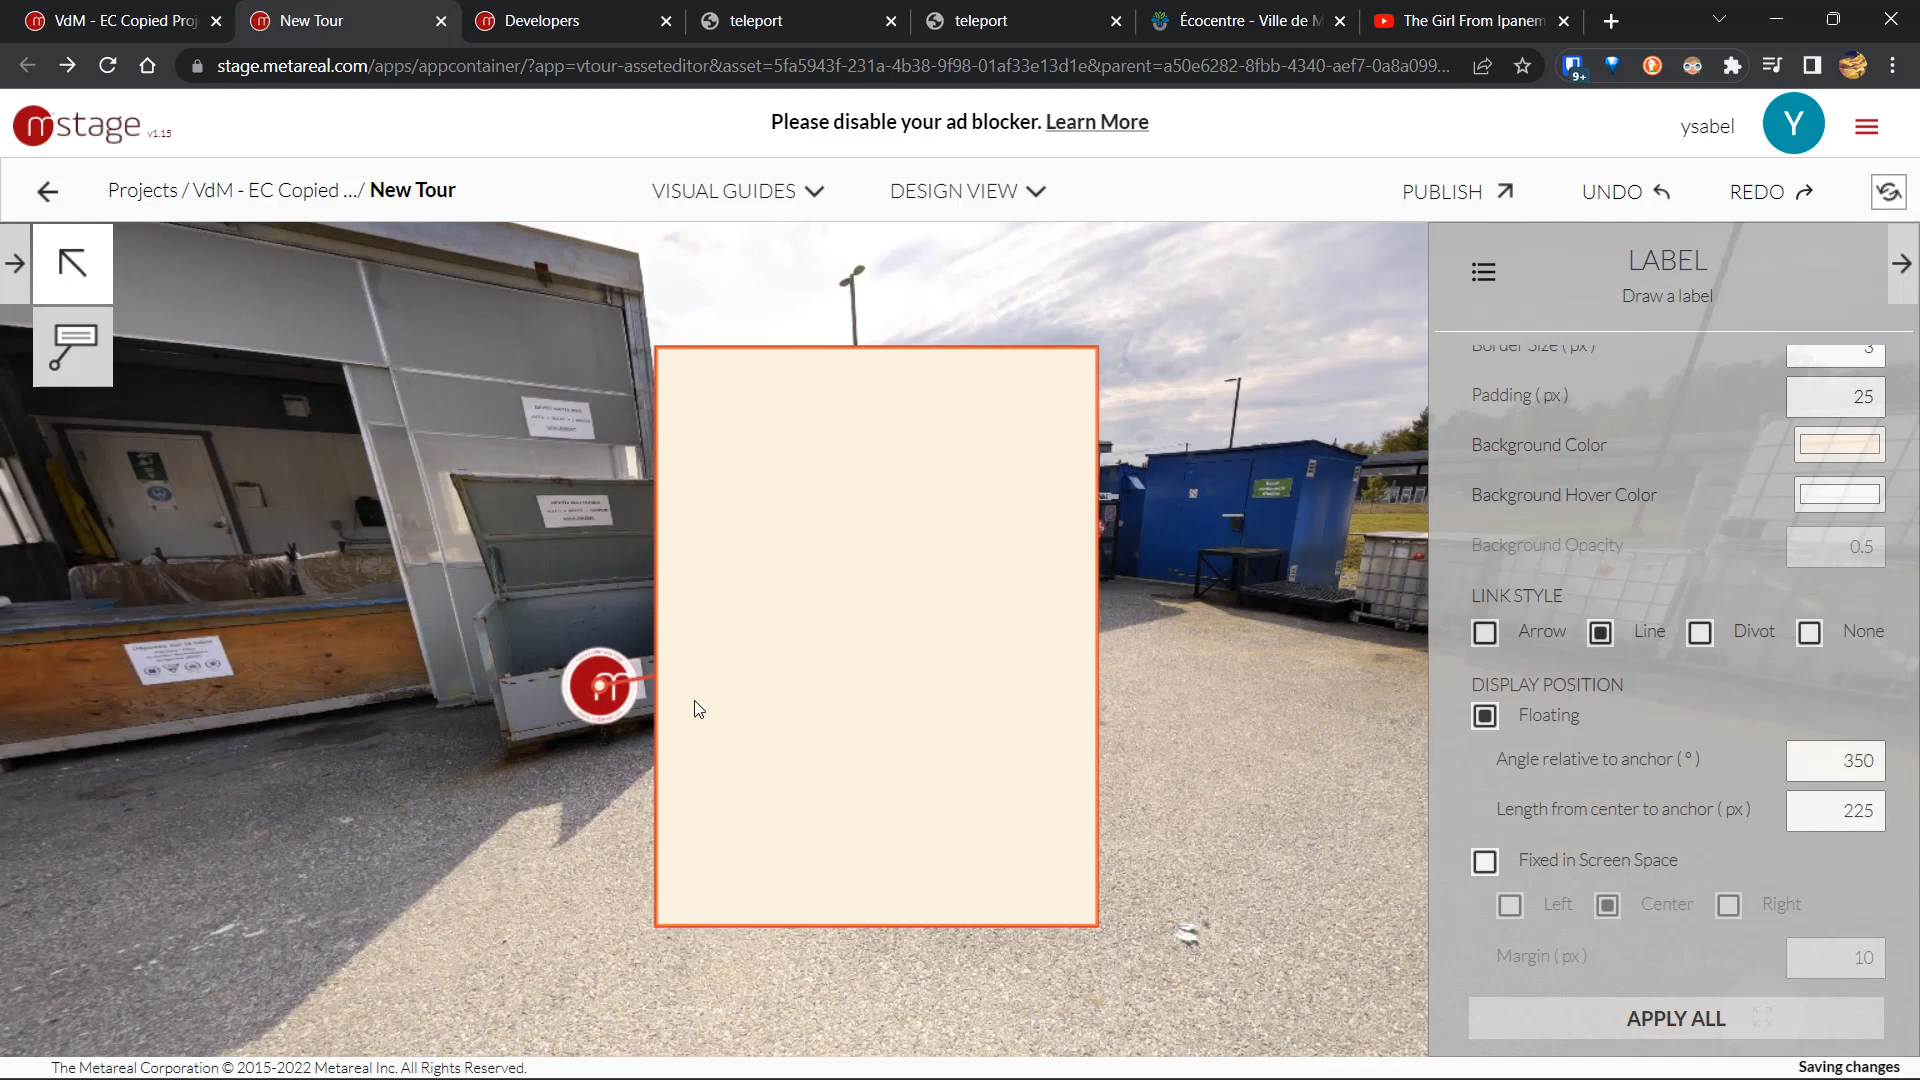 VdM - EC Copied Proj
New Tour
Developers
teleport
teleport
Écocentre - Ville de M
The Girl From Ipanem
stage.metareal.com/apps/appcontainer/?app=vtour-asseteditor&asset=5fa5943f-231a-4b38-9f98-01af33e13d1e&parent=a50e6282-8fbb-4340-aef7-0a8a099...
9+
mstage v1.15
Please disable your ad blocker. Learn More
ysabel
Y
Projects / VdM - EC Copied .../ New Tour
VISUAL GUIDES
DESIGN VIEW
PUBLISH
UNDO
REDO
LABEL
Draw a label
Border Size ( px )
3
Padding ( px )
25
Background Color
Background Hover Color
Background Opacity
0.5
LINK STYLE
Arrow
Line
Divot
None
DISPLAY POSITION
Floating
Angle relative to anchor ( ° )
350
Length from center to anchor ( px )
225
Fixed in Screen Space
Left
Center
Right
Margin ( px )
10
APPLY ALL
m
The Metareal Corporation © 2015-2022 Metareal Inc. All Rights Reserved.
Saving changes